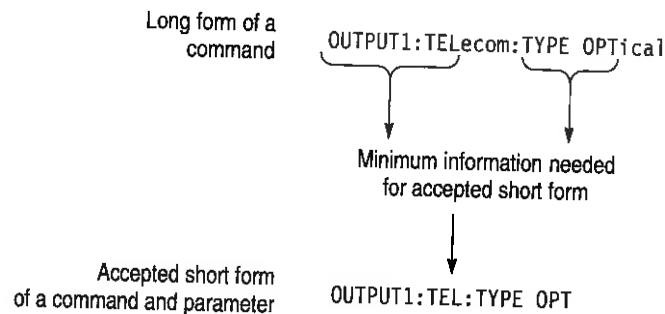 Long form of a
command
OUTPUT1:TELecom:TYPE OPTical
Minimum information needed
for accepted short form
Accepted short form
of a command and parameter
OUTPUT1:TEL:TYPE OPT